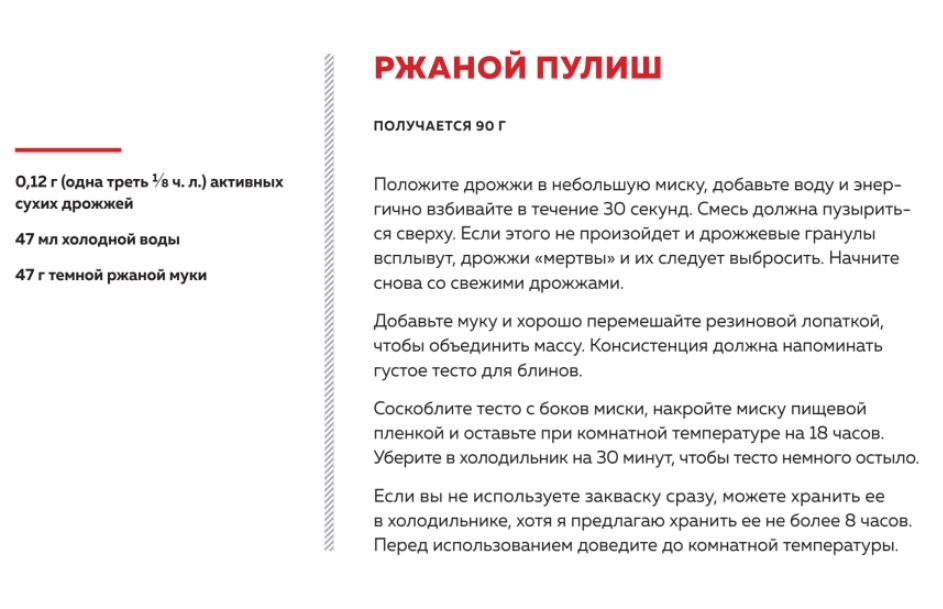 РЖАНОЙ ПУЛИШ
ПОЛУЧАЕТСЯ 90 Г
0,12 г (одна треть ⅛ ч. л.) активных
сухих дрожжей
47 мл холодной воды
47 г темной ржаной муки
Положите дрожжи в небольшую миску, добавьте воду и энер-
гично взбивайте в течение 30 секунд. Смесь должна пузырить-
ся сверху. Если этого не произойдет и дрожжевые гранулы
всплывут, дрожжи «мертвы» и их следует выбросить. Начните
снова со свежими дрожжами.
Добавьте муку и хорошо перемешайте резиновой лопаткой,
чтобы объединить массу. Консистенция должна напоминать
густое тесто для блинов.
Соскоблите тесто с боков миски, накройте миску пищевой
пленкой и оставьте при комнатной температуре на 18 часов.
Уберите в холодильник на 30 минут, чтобы тесто немного остыло.
Если вы не используете закваску сразу, можете хранить ее
в холодильнике, хотя я предлагаю хранить ее не более 8 часов.
Перед использованием доведите до комнатной температуры.